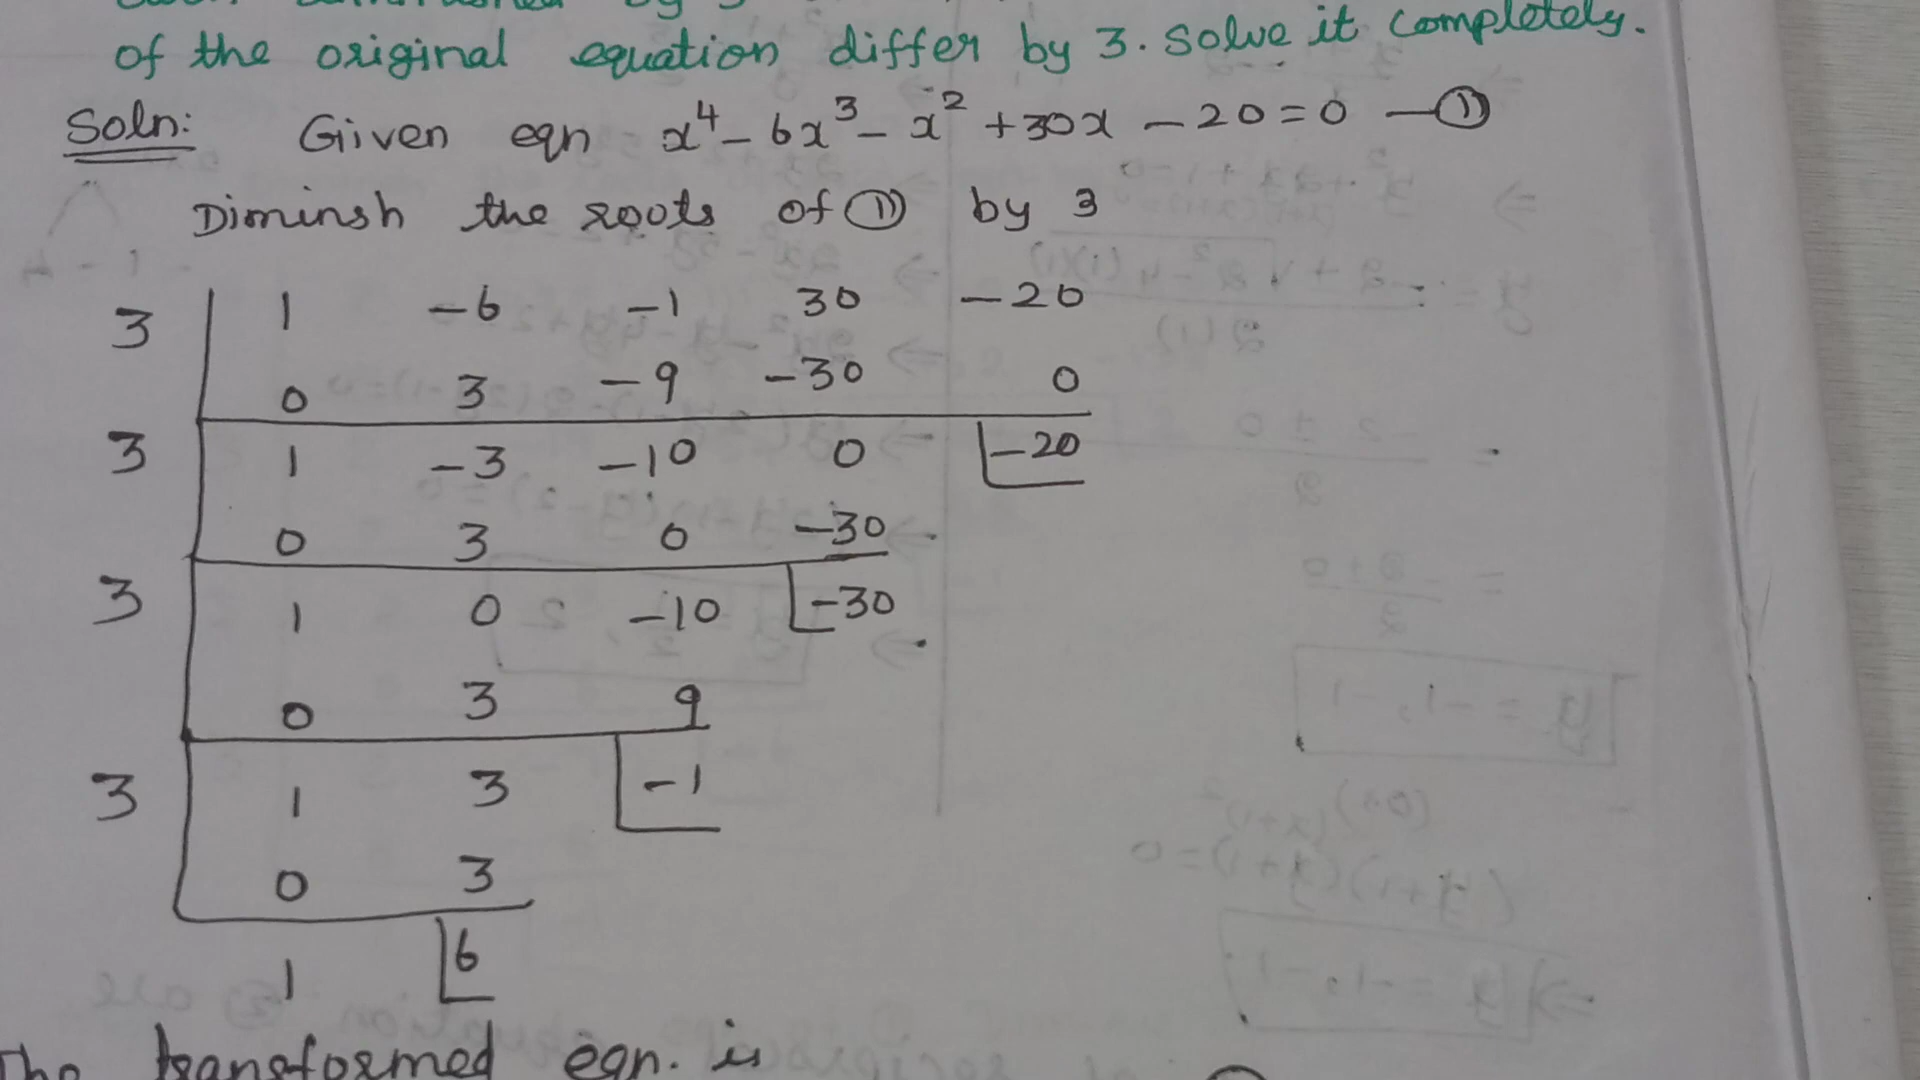 of the original equation differ by 3. Solve it completely.
Soln: Given eqn x⁴ - 6x³ - x² + 30x - 20 = 0 —①
Diminsh the roots of ① by 3
3 | 1 -6 -1 30 -20
0 3 -9 -30 0
3 | 1 -3 -10 0 |-20
0 3 0 -30
3 | 1 0 -10 |-30
0 3 9
3 | 1 3 |-1
0 3
1 |6
The transformed eqn. is